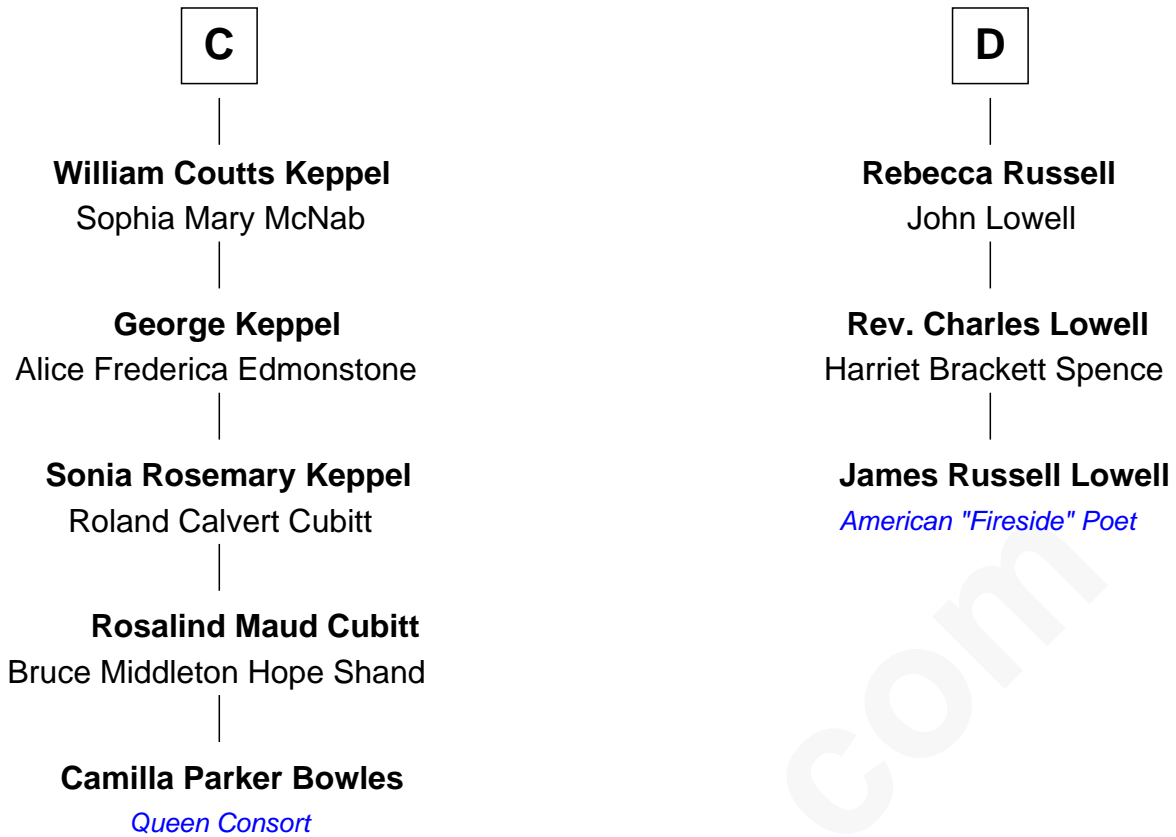 C
William Coutts Keppel
Sophia Mary McNab
George Keppel
Alice Frederica Edmonstone
Sonia Rosemary Keppel
Roland Calvert Cubitt
Rosalind Maud Cubitt
Bruce Middleton Hope Shand
Camilla Parker Bowles
Queen Consort
D
Rebecca Russell
John Lowell
Rev. Charles Lowell
Harriet Brackett Spence
James Russell Lowell
American "Fireside" Poet
com